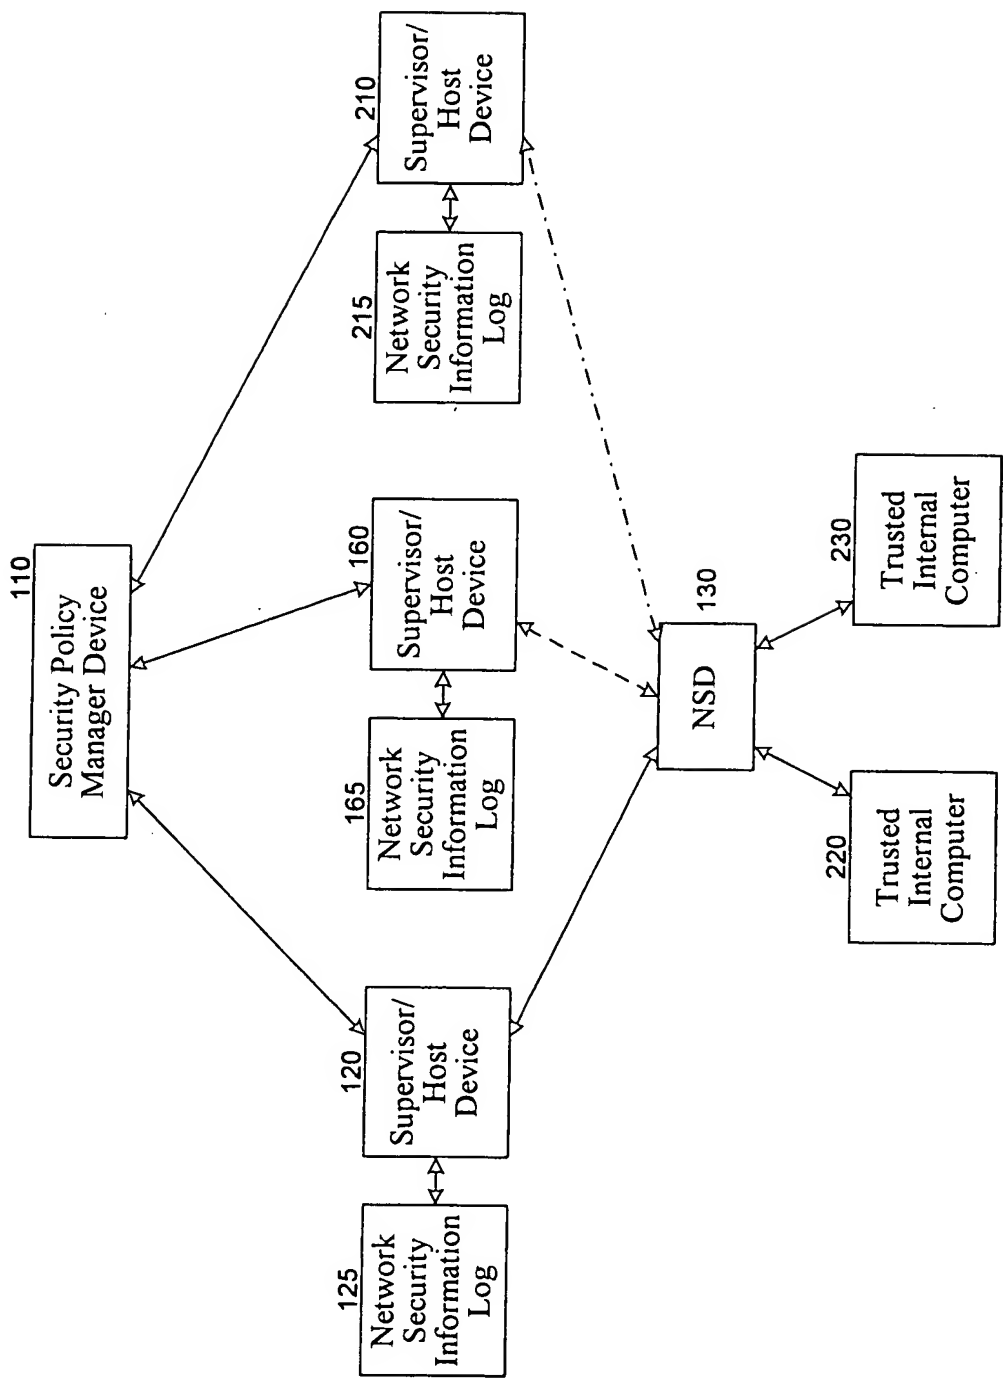 110
Security Policy
Manager Device
120
Supervisor/
Host
Device
160
Supervisor/
Host
Device
210
Supervisor/
Host
Device
125
Network
Security
Information
Log
165
Network
Security
Information
Log
215
Network
Security
Information
Log
NSD
130
220
Trusted
Internal
Computer
230
Trusted
Internal
Computer